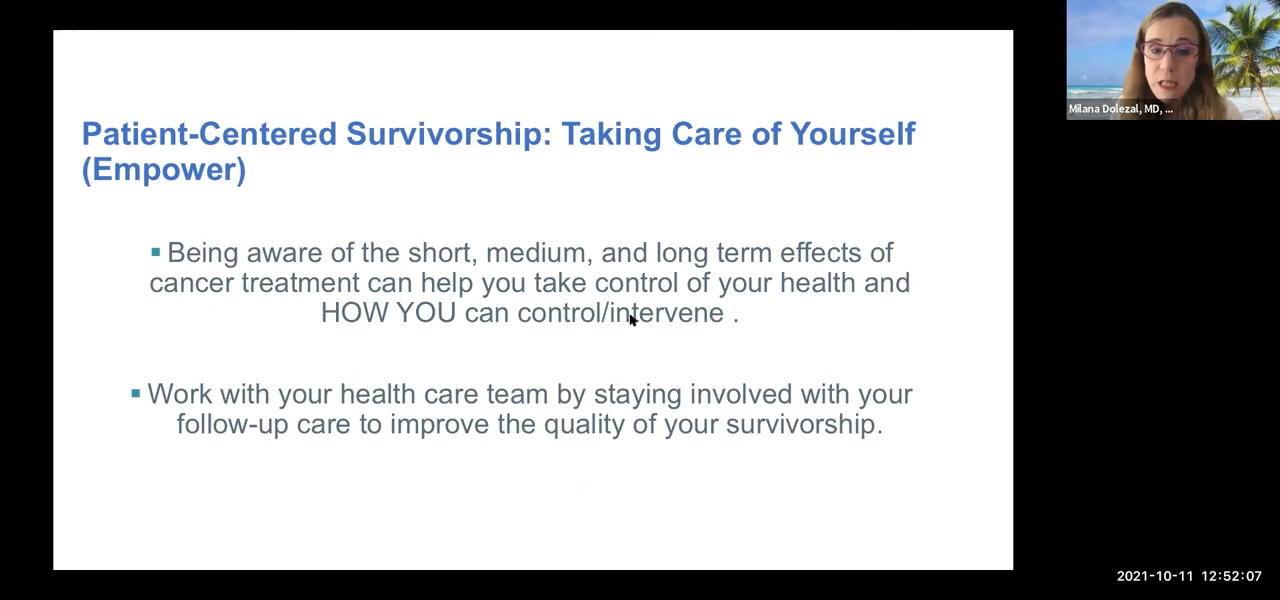 Patient-Centered Survivorship: Taking Care of Yourself
(Empower)
▪ Being aware of the short, medium, and long term effects of
cancer treatment can help you take control of your health and
HOW YOU can control/intervene .
▪ Work with your health care team by staying involved with your
follow-up care to improve the quality of your survivorship.
Milana Dolezal, MD, ...
2021-10-11 12:52:07